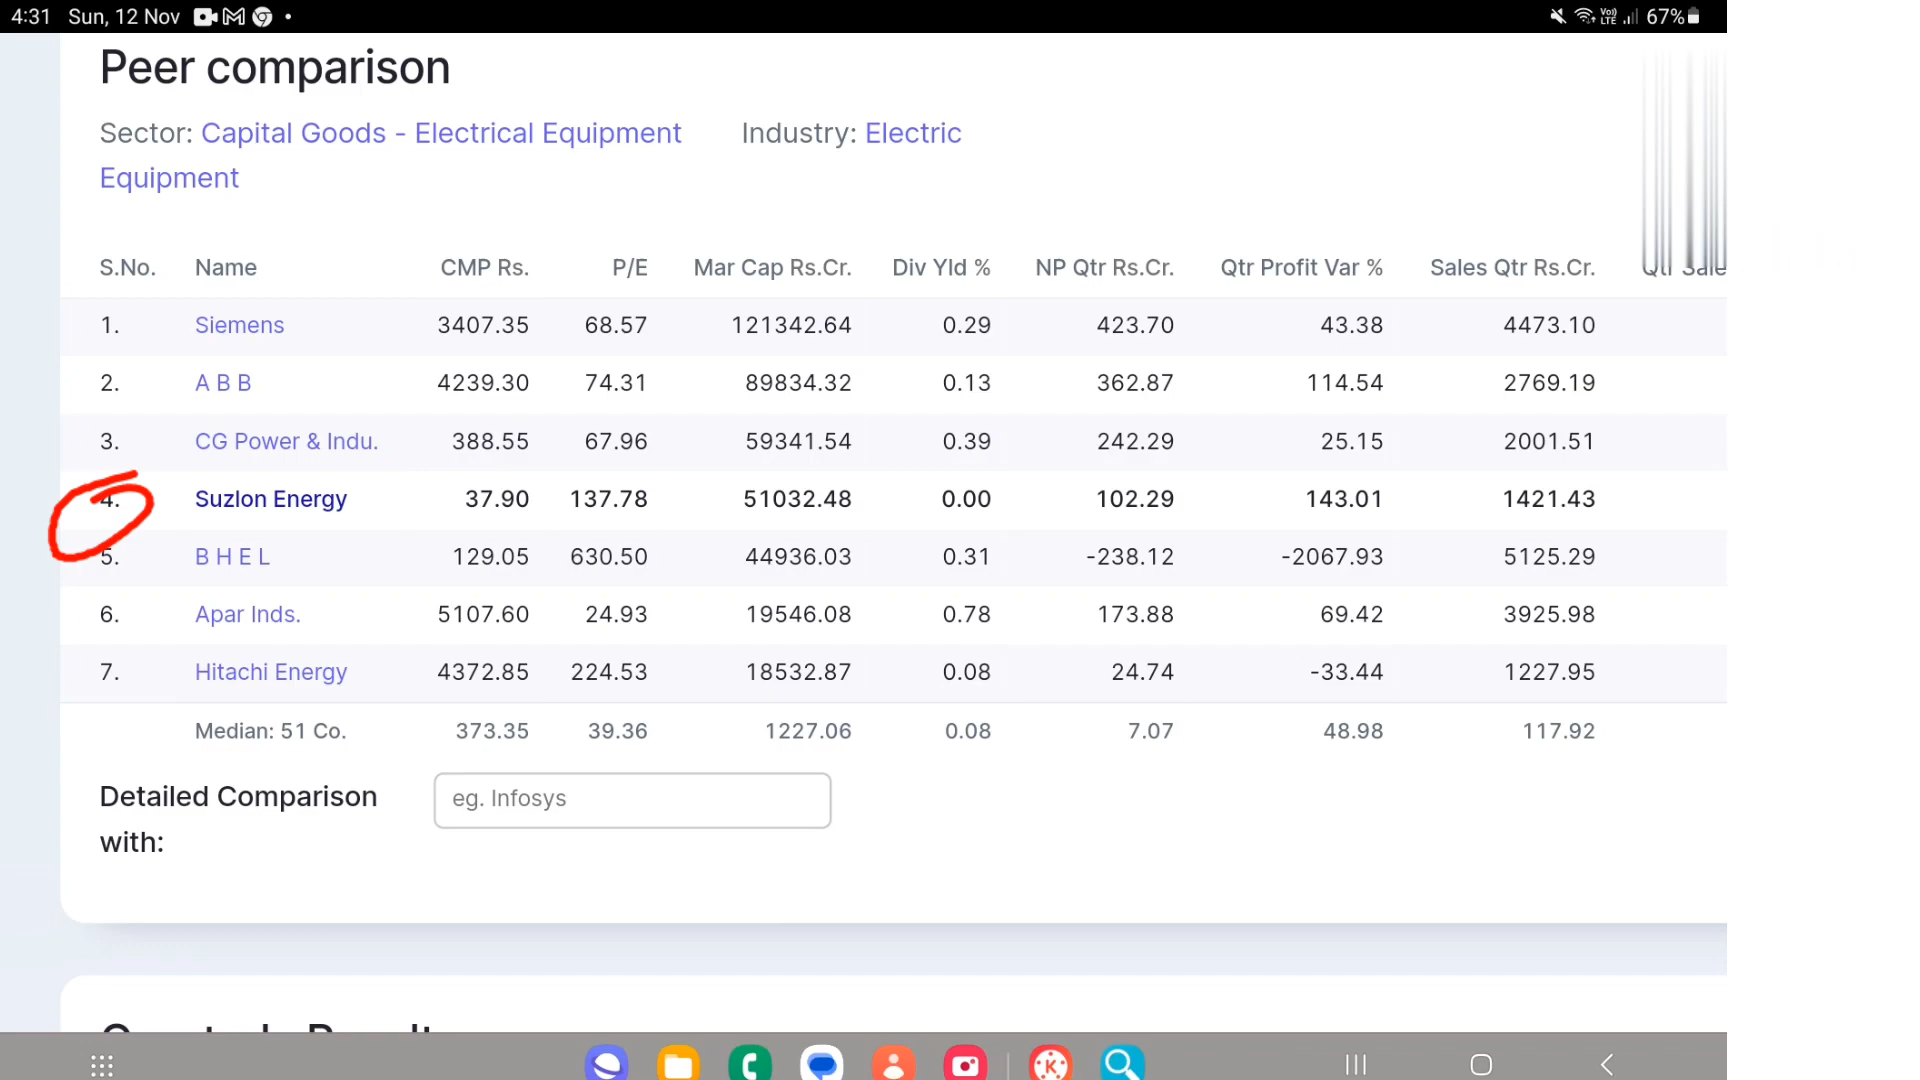 4:31 Sun, 12 Nov 67%
Peer comparison
Sector: Capital Goods - Electrical Equipment Industry: Electric
Equipment
S.No. Name CMP Rs. P/E Mar Cap Rs.Cr. Div Yld % NP Qtr Rs.Cr. Qtr Profit Var % Sales Qtr Rs.Cr. Qtr Sale
1. Siemens 3407.35 68.57 121342.64 0.29 423.70 43.38 4473.10
2. A B B 4239.30 74.31 89834.32 0.13 362.87 114.54 2769.19
3. CG Power & Indu. 388.55 67.96 59341.54 0.39 242.29 25.15 2001.51
4. Suzlon Energy 37.90 137.78 51032.48 0.00 102.29 143.01 1421.43
5. B H E L 129.05 630.50 44936.03 0.31 -238.12 -2067.93 5125.29
6. Apar Inds. 5107.60 24.93 19546.08 0.78 173.88 69.42 3925.98
7. Hitachi Energy 4372.85 224.53 18532.87 0.08 24.74 -33.44 1227.95
Median: 51 Co. 373.35 39.36 1227.06 0.08 7.07 48.98 117.92
Detailed Comparison eg. Infosys
with: